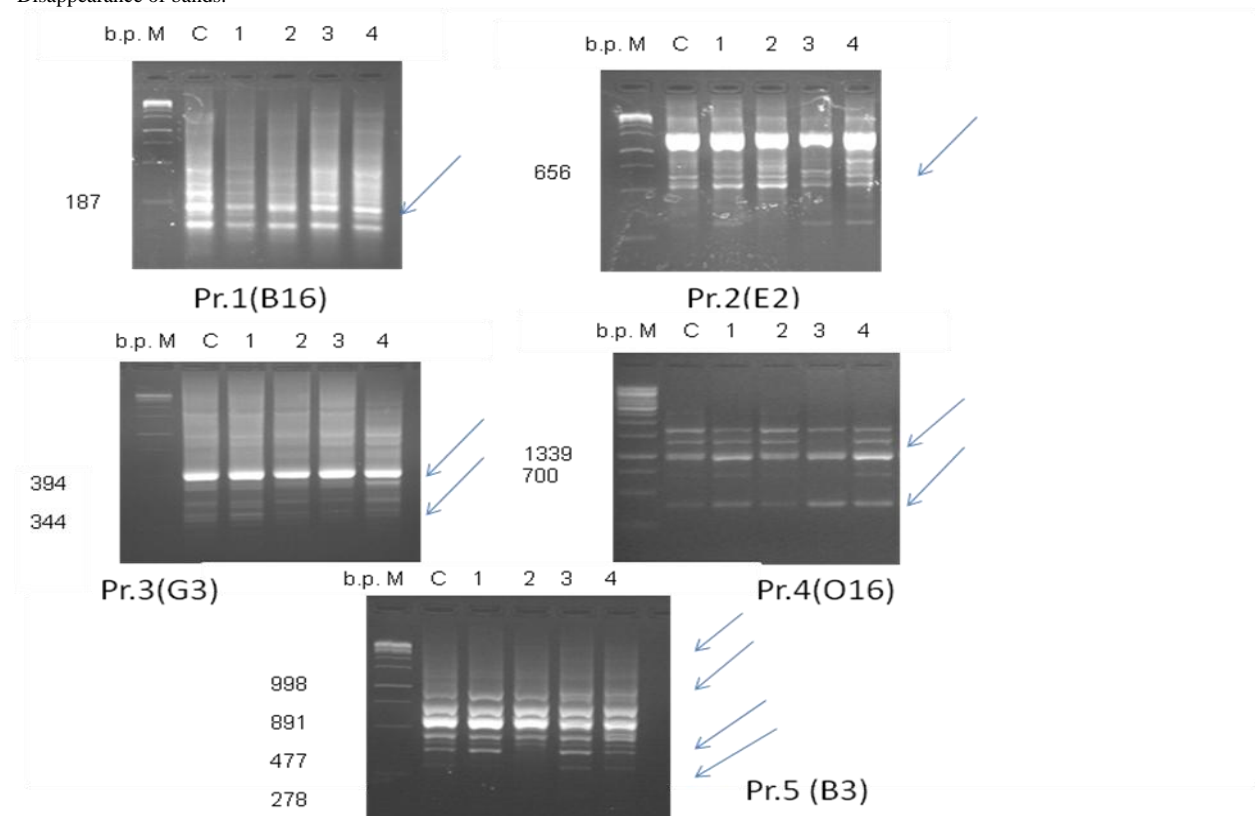 Disappearance of bands.
b.p. M C 1 2 3 4
187
Pr.1(B16)
b.p. M C 1 2 3 4
656
Pr.2(E2)
b.p. M C 1 2 3 4
394
344
Pr.3(G3)
b.p. M C 1 2 3 4
1339
700
Pr.4(O16)
b.p. M C 1 2 3 4
998
891
477
278
Pr.5 (B3)